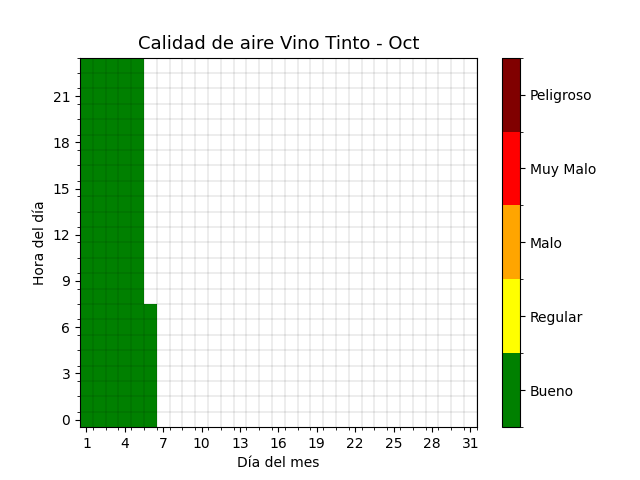 Calidad de aire Vino Tinto - Oct
Hora del día
21
18
15
12
9
6
3
0
1 4 7 10 13 16 19 22 25 28 31
Día del mes
Peligroso
Muy Malo
Malo
Regular
Bueno